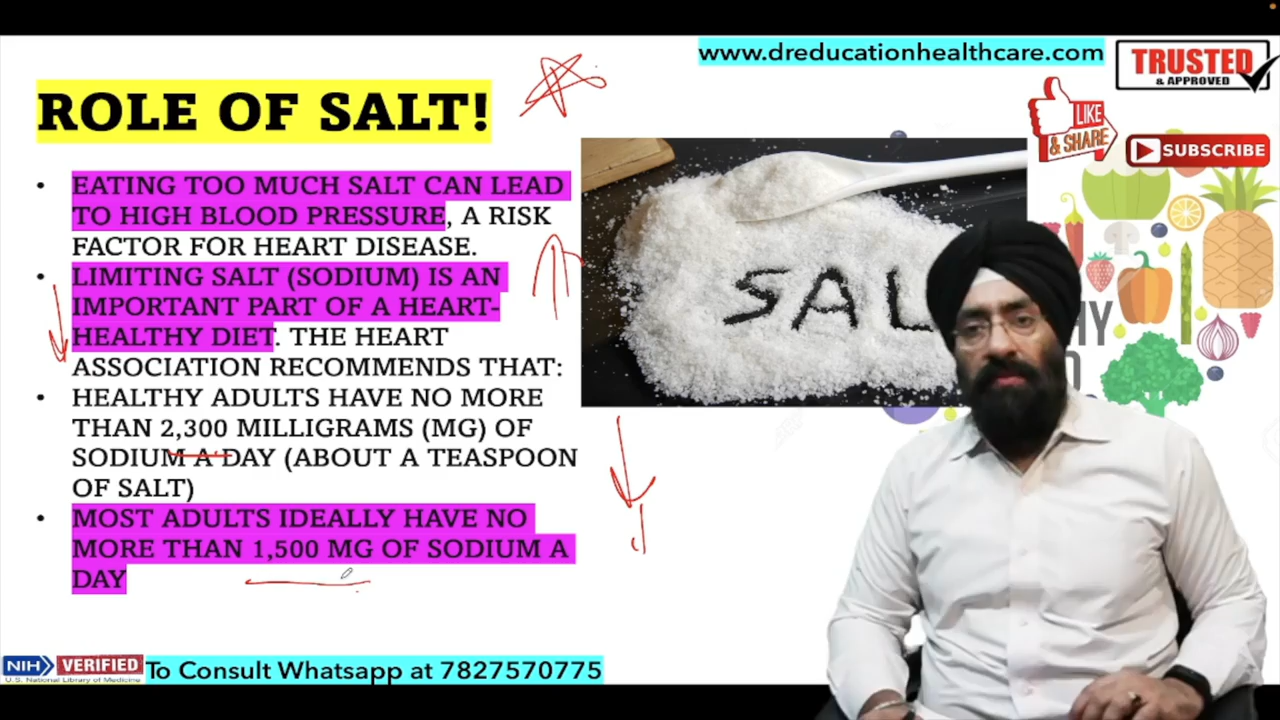 www.dreducationhealthcare.com
TRUSTED
& APPROVED
ROLE OF SALT!
LIKE
& SHARE
SUBSCRIBE
• EATING TOO MUCH SALT CAN LEAD
TO HIGH BLOOD PRESSURE, A RISK
FACTOR FOR HEART DISEASE.
• LIMITING SALT (SODIUM) IS AN
IMPORTANT PART OF A HEART-
HEALTHY DIET. THE HEART
ASSOCIATION RECOMMENDS THAT:
• HEALTHY ADULTS HAVE NO MORE
THAN 2,300 MILLIGRAMS (MG) OF
SODIUM A DAY (ABOUT A TEASPOON
OF SALT)
• MOST ADULTS IDEALLY HAVE NO
MORE THAN 1,500 MG OF SODIUM A
DAY
SAL
NIH VERIFIED
U.S. National Library of Medicine
To Consult Whatsapp at 7827570775